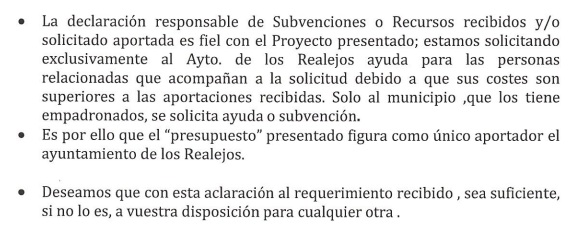 • La declaración responsable de Subvenciones o Recursos recibidos y/o
solicitado aportada es fiel con el Proyecto presentado; estamos solicitando
exclusivamente al Ayto. de los Realejos ayuda para las personas
relacionadas que acompañan a la solicitud debido a que sus costes son
superiores a las aportaciones recibidas. Solo al municipio ,que los tiene
empadronados, se solicita ayuda o subvención.
• Es por ello que el “presupuesto” presentado figura como único aportador el
ayuntamiento de los Realejos.
• Deseamos que con esta aclaración al requerimiento recibido , sea suficiente,
si no lo es, a vuestra disposición para cualquier otra .